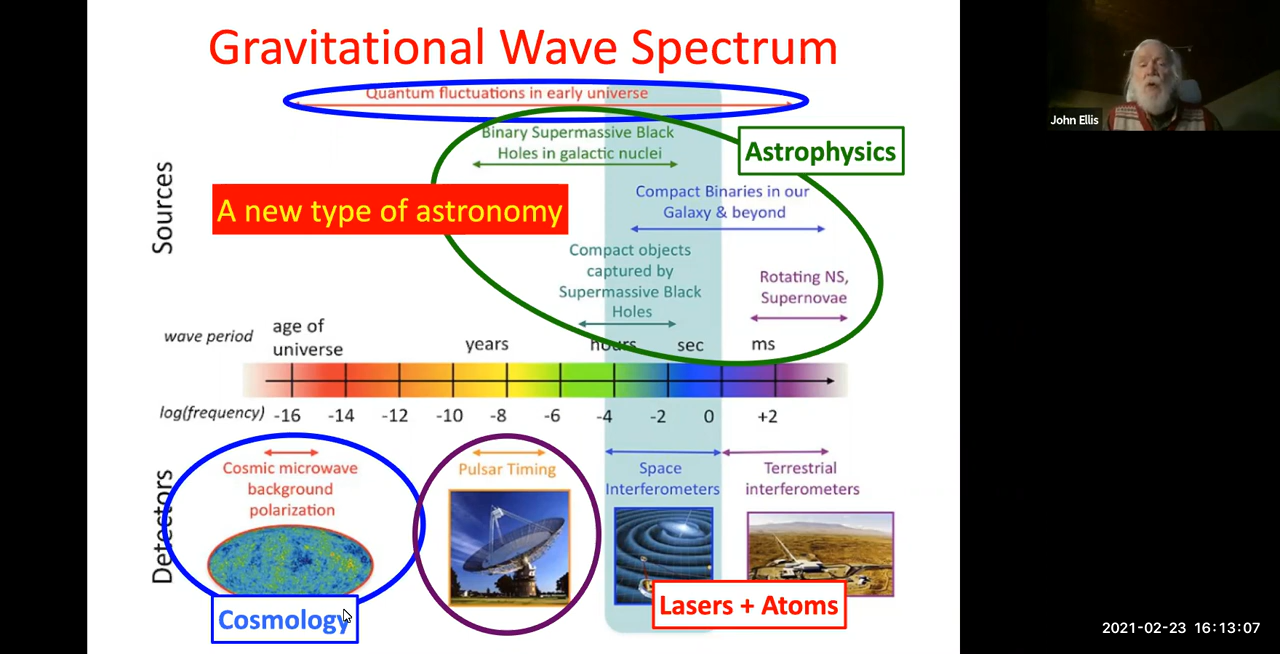 Gravitational Wave Spectrum
Quantum fluctuations in early universe
Binary Supermassive Black
Holes in galactic nuclei
Astrophysics
A new type of astronomy
Compact Binaries in our
Galaxy & beyond
Compact objects
captured by
Supermassive Black
Holes
Rotating NS,
Supernovae
Sources
wave period
age of
universe
years
hours
sec
ms
log(frequency)
-16 -14 -12 -10 -8 -6 -4 -2 0 +2
Detectors
Cosmic microwave
background
polarization
Pulsar Timing
Space
Interferometers
Terrestrial
interferometers
Cosmology
Lasers + Atoms
John Ellis
2021-02-23 16:13:07